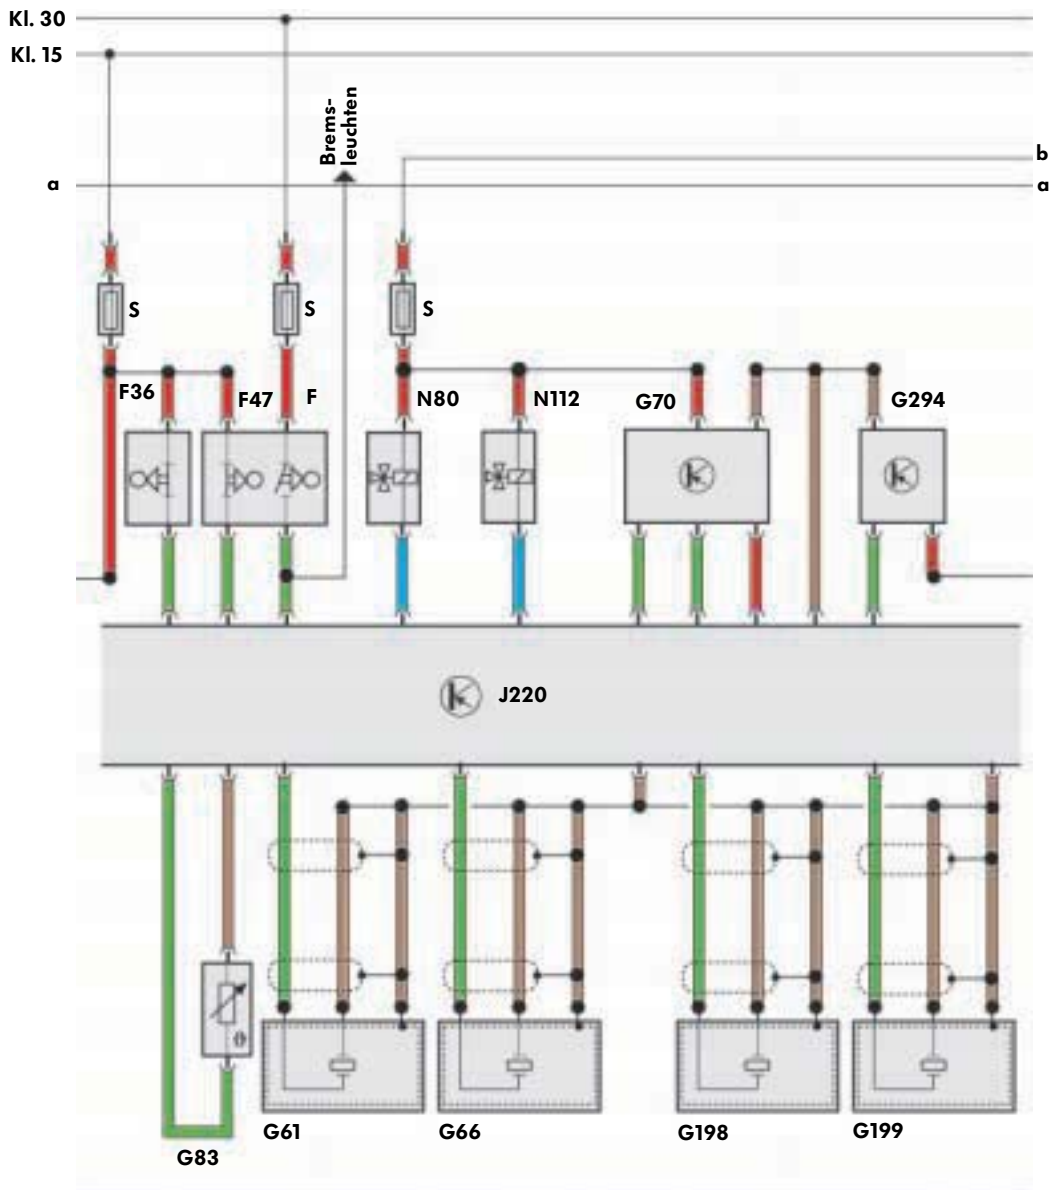 Kl. 30
Kl. 15
Brems-
leuchten
b
a
a
S
S
S
F36
F47
F
N80
N112
G70
G294
J220
ϑ
G61
G66
G198
G199
G83